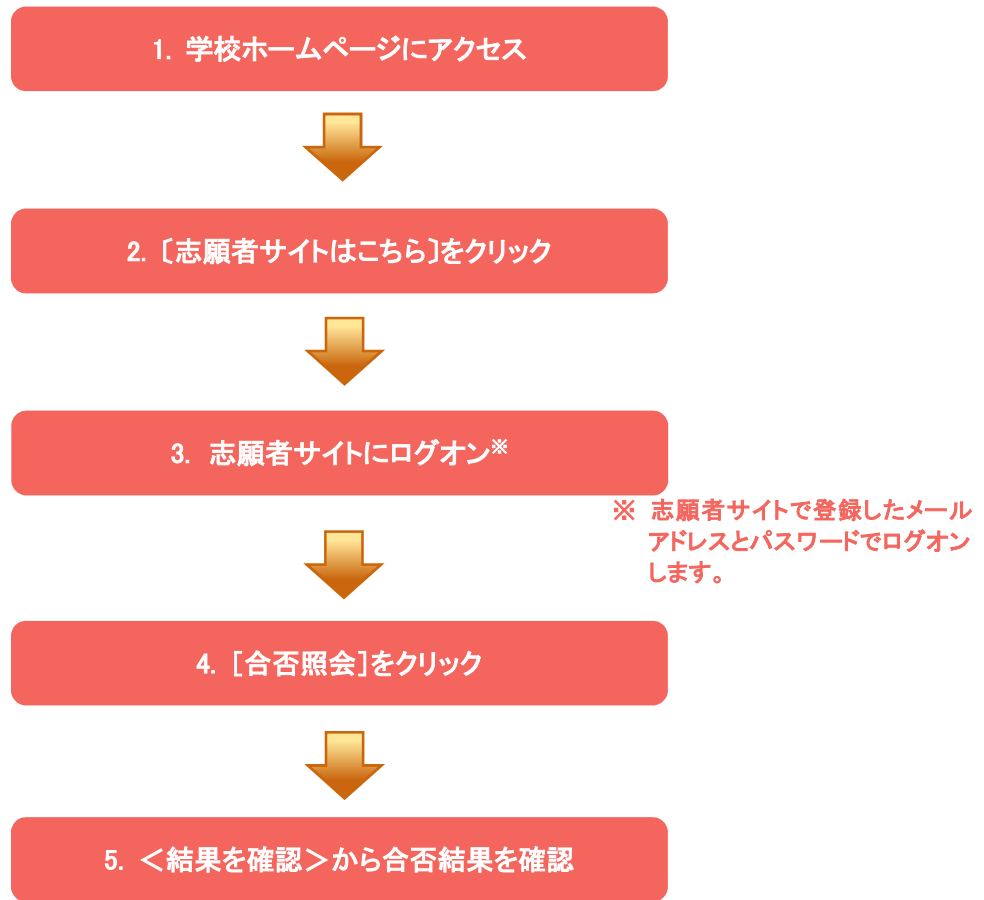 1. 学校ホームページにアクセス
2.〔志願者サイトはこちら〕をクリック
3. 志願者サイトにログオン※
※ 志願者サイトで登録したメール
アドレスとパスワードでログオン
します。
4.［合否照会］をクリック
5. ＜結果を確認＞から合否結果を確認